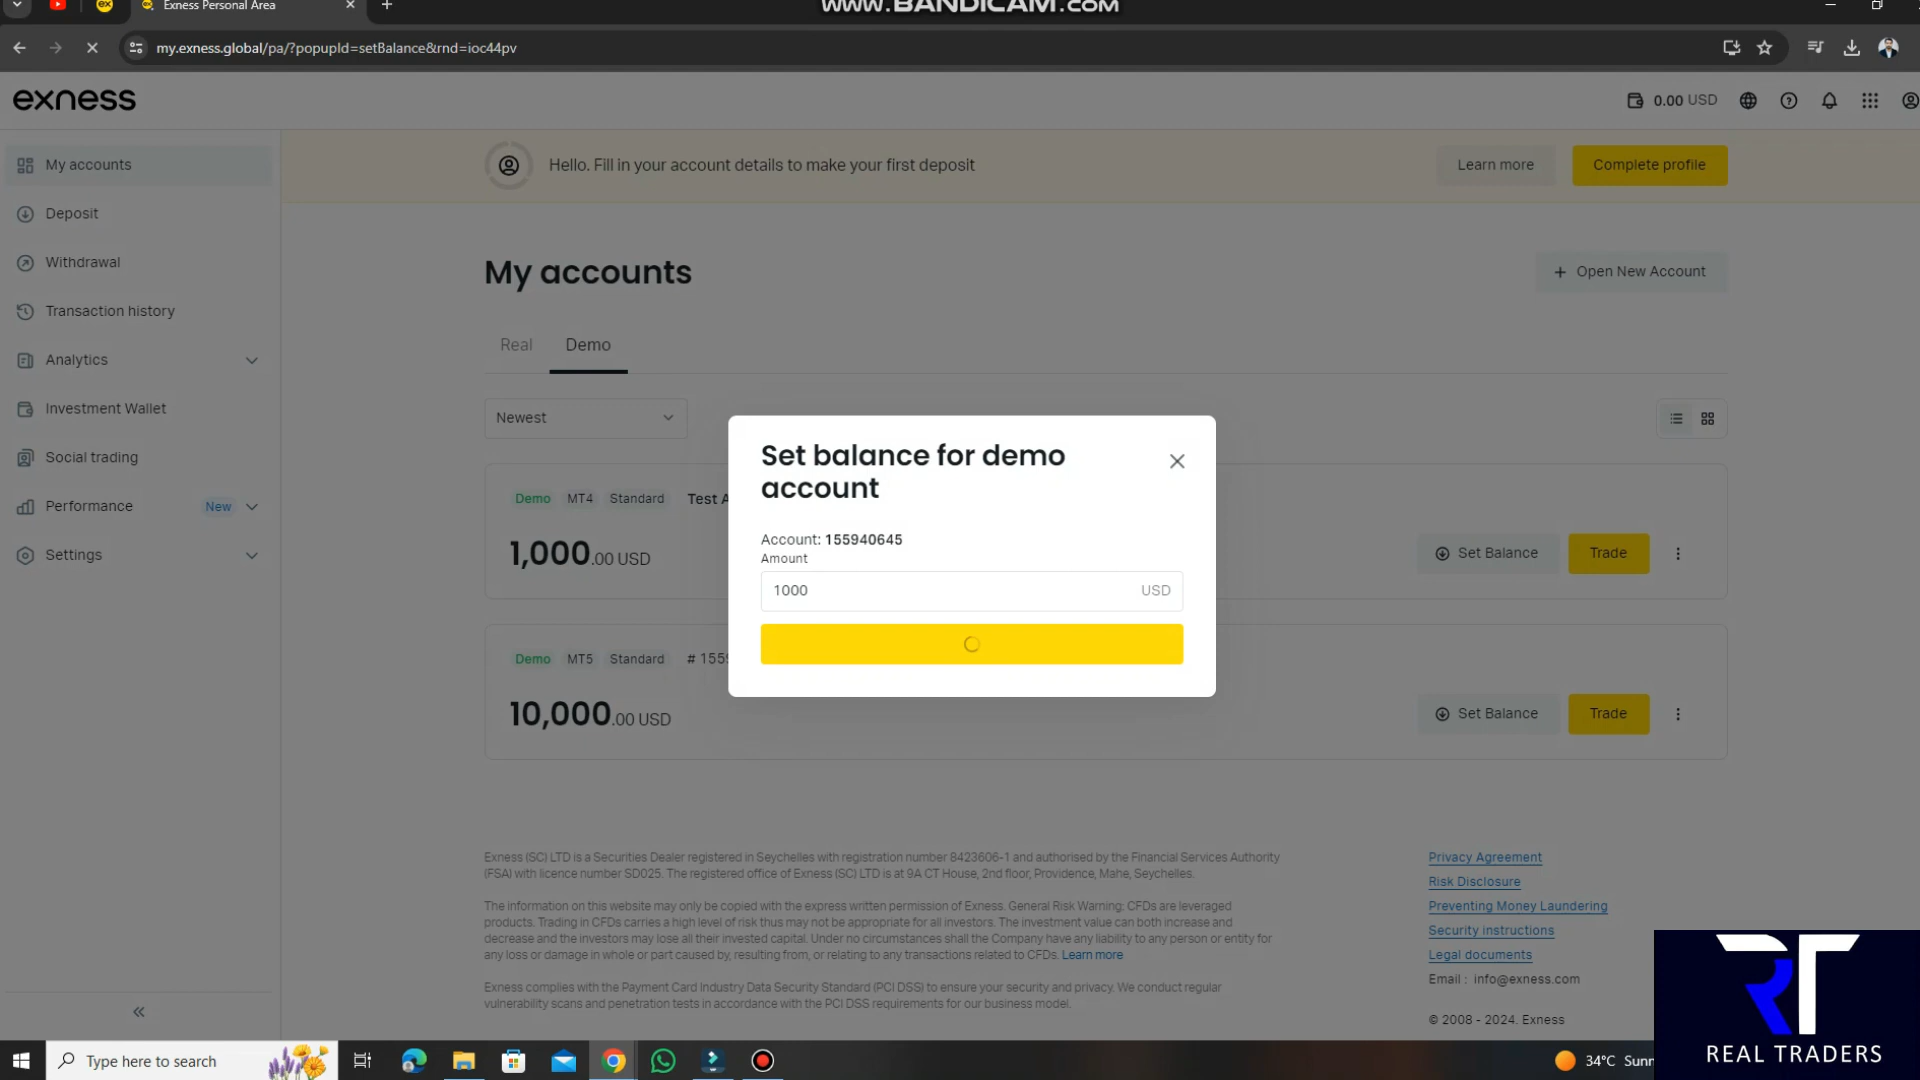 www.BANDICAM.com
Exness Personal Area
my.exness.global/pa/?popupId=setBalance&rnd=ioc44pv
exness
0.00 USD
My accounts
Deposit
Withdrawal
Transaction history
Analytics
Investment Wallet
Social trading
Performance New
Settings
Hello. Fill in your account details to make your first deposit
Learn more
Complete profile
My accounts
Open New Account
Real
Demo
Newest
Demo MT4 Standard Test A
1,000.00 USD
Set Balance
Trade
Demo MT5 Standard # 155
10,000.00 USD
Set Balance
Trade
Set balance for demo
account
Account: 155940645
Amount
1000 USD
Exness (SC) LTD is a Securities Dealer registered in Seychelles with registration number 8423606-1 and authorised by the Financial Services Authority
(FSA) with licence number SD025. The registered office of Exness (SC) LTD is at 9A CT House, 2nd floor, Providence, Mahe, Seychelles.
The information on this website may only be copied with the express written permission of Exness. General Risk Warning: CFDs are leveraged
products. Trading in CFDs carries a high level of risk thus may not be appropriate for all investors. The investment value can both increase and
decrease and the investors may lose all their invested capital. Under no circumstances shall the Company have any liability to any person or entity for
any loss or damage in whole or part caused by, resulting from, or relating to any transactions related to CFDs. Learn more
Exness complies with the Payment Card Industry Data Security Standard (PCI DSS) to ensure your security and privacy. We conduct regular
vulnerability scans and penetration tests in accordance with the PCI DSS requirements for our business model.
Privacy Agreement
Risk Disclosure
Preventing Money Laundering
Security instructions
Legal documents
Email : info@exness.com
© 2008 - 2024. Exness
RT
REAL TRADERS
Type here to search
34°C Sunn